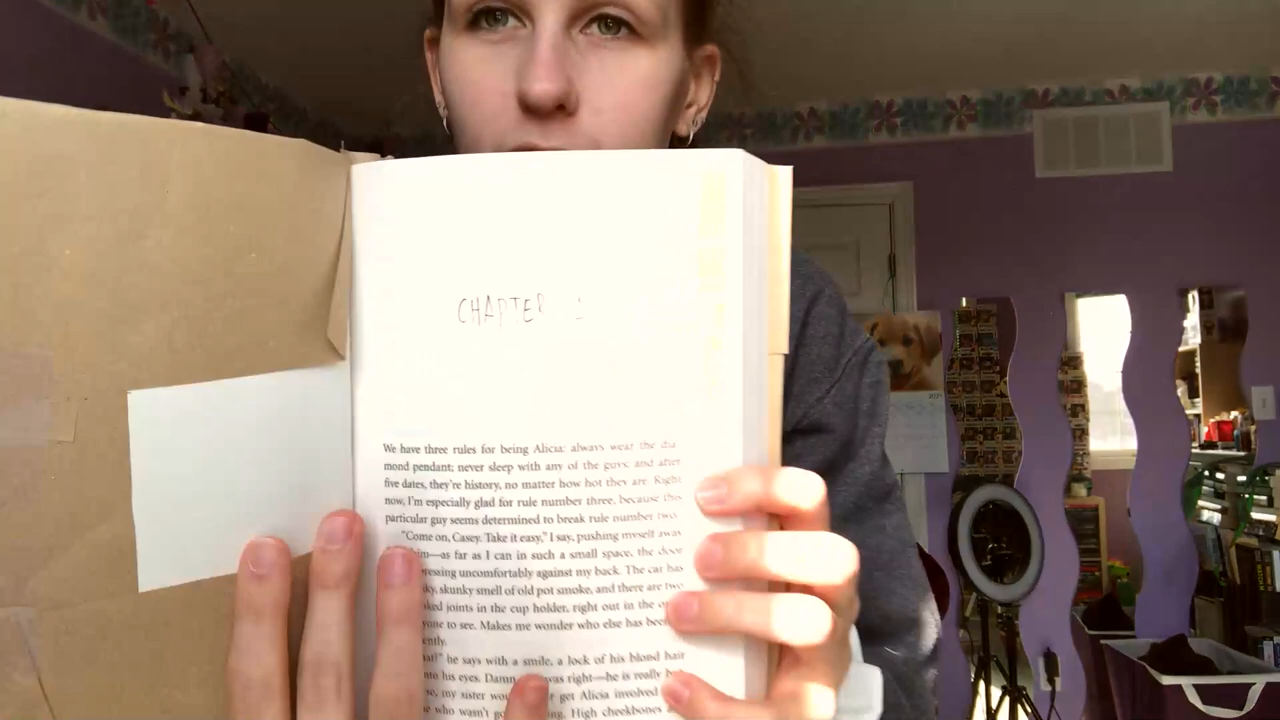 CHAPTER
We have three rules for being Alicia: always wear the dia
mond pendant; never sleep with any of the guys; and after
five dates, they're history, no matter how hot they are. Right
now, I'm especially glad for rule number three, because this
particular guy seems determined to break rule number two.
"Come on, Casey. Take it easy," I say, pushing myself away
him—as far as I can in such a small space, the door
pressing uncomfortably against my back. The car has
skunky smell of old pot smoke, and there are two
joints in the cup holder, right out in the
to see. Makes me wonder who else has been
he says with a smile, a lock of his blond hair
into his eyes. Damn, was right—he is really
my sister get Alicia involved
who wasn't High cheekbones
2021